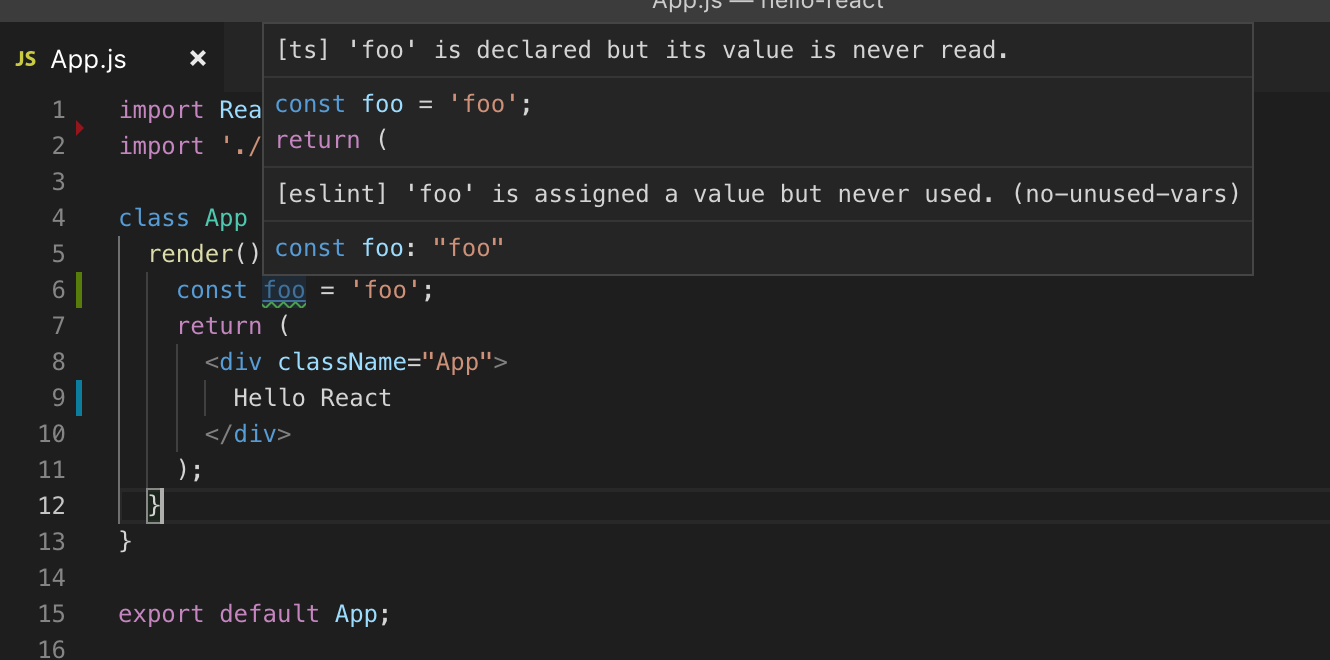 App.js — hello-react
JS App.js ×
[ts] 'foo' is declared but its value is never read.
const foo = 'foo';
return (
[eslint] 'foo' is assigned a value but never used. (no-unused-vars)
const foo: "foo"
1 import Rea
2 import './
3
4 class App
5 render()
6 const foo = 'foo';
7 return (
8 <div className="App">
9 Hello React
10 </div>
11 );
12 }
13 }
14
15 export default App;
16